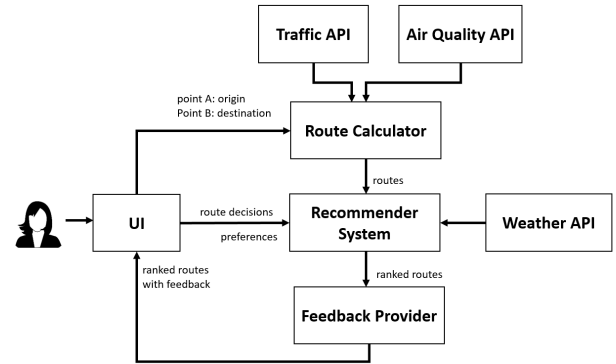 Traffic API
Air Quality API
point A: origin
Point B: destination
Route Calculator
routes
UI
route decisions
preferences
Recommender
System
Weather API
ranked routes
with feedback
ranked routes
Feedback Provider